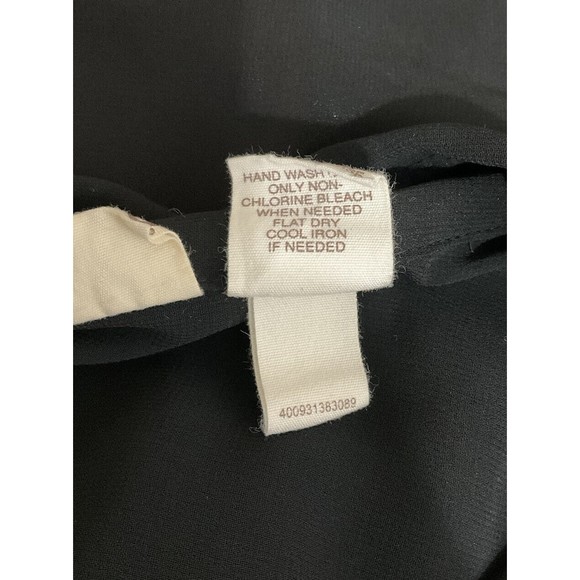 HAND WASH
ONLY NON-
CHLORINE BLEACH
WHEN NEEDED
FLAT DRY
COOL IRON
IF NEEDED
400931383089